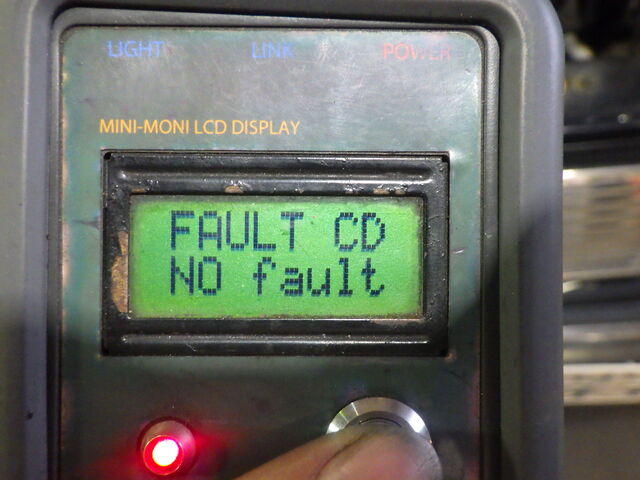 LIGHT LINK POWER
MINI-MONI LCD DISPLAY
FAULT CD
NO fault